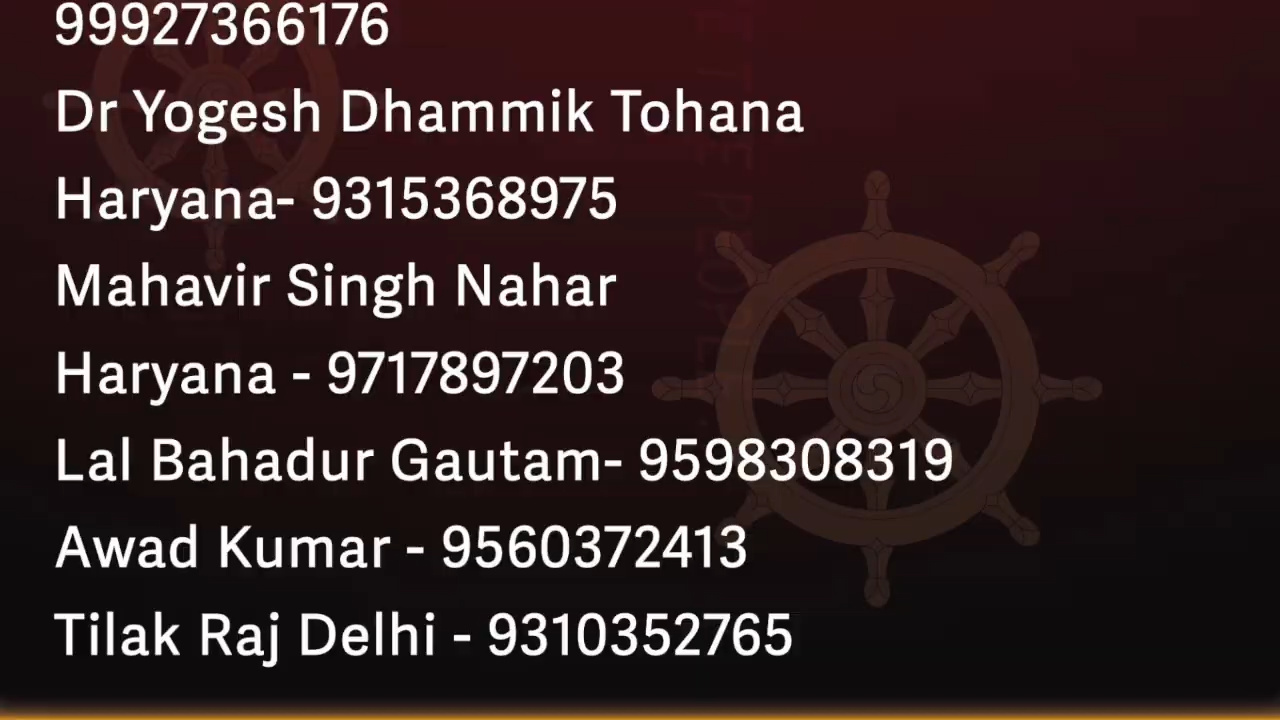 99927366176
Dr Yogesh Dhammik Tohana
Haryana- 9315368975
Mahavir Singh Nahar
Haryana - 9717897203
Lal Bahadur Gautam- 9598308319
Awad Kumar - 9560372413
Tilak Raj Delhi - 9310352765